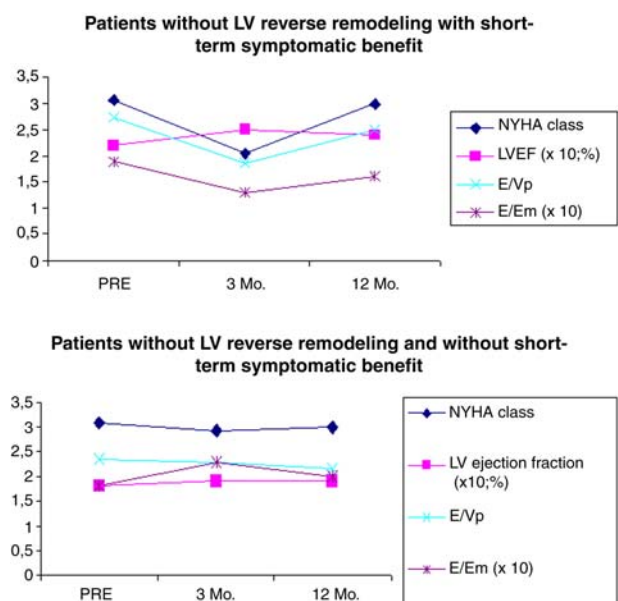 Patients without LV reverse remodeling with short-
term symptomatic benefit
3,5
3
2,5
2
1,5
1
0,5
0
PRE
3 Mo.
12 Mo.
NYHA class
LVEF (x 10;%)
E/Vp
E/Em (x 10)
Patients without LV reverse remodeling and without short-
term symptomatic benefit
3,5
3
2,5
2
1,5
1
0,5
0
PRE
3 Mo.
12 Mo.
NYHA class
LV ejection fraction
(x10;%)
E/Vp
E/Em (x 10)